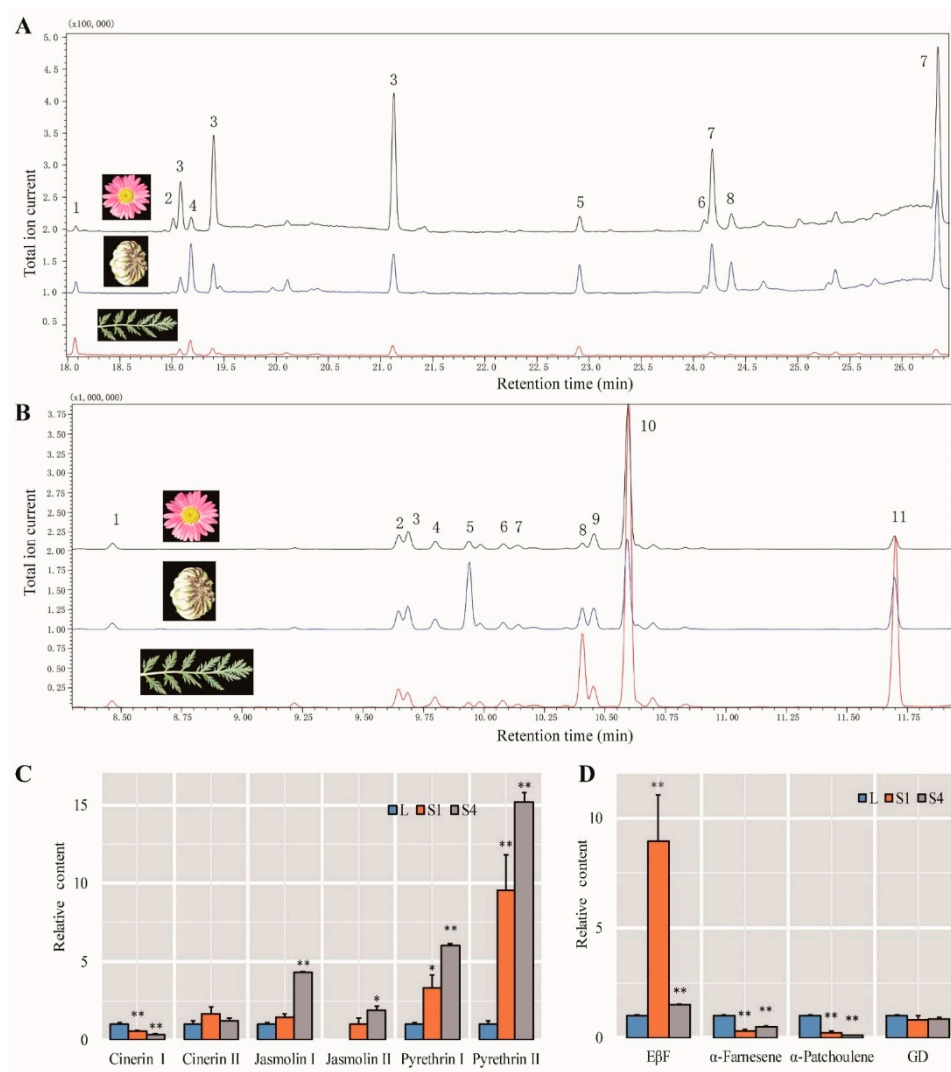 A
(x100,000)
5.0
4.5
4.0
3.5
3.0
2.5
2.0
1.5
1.0
0.5
Total ion current
1 2 3 4 3 3 5 6 7 8 7
18.0 18.5 19.0 19.5 20.0 20.5 21.0 21.5 22.0 22.5 23.0 23.5 24.0 24.5 25.0 25.5 26.0
Retention time (min)
B
(x1,000,000)
3.75
3.50
3.25
3.00
2.75
2.50
2.25
2.00
1.75
1.50
1.25
1.00
0.75
0.50
0.25
Total ion current
1 2 3 4 5 6 7 8 9 10 11
8.50 8.75 9.00 9.25 9.50 9.75 10.00 10.25 10.50 10.75 11.00 11.25 11.50 11.75
Retention time (min)
C
15
10
5
0
Relative content
L S1 S4
** ** ** * * ** ** **
Cinerin I Cinerin II Jasmolin I Jasmolin II Pyrethrin I Pyrethrin II
D
10
5
0
Relative content
L S1 S4
** ** ** ** ** **
EβF α-Farnesene α-Patchoulene GD